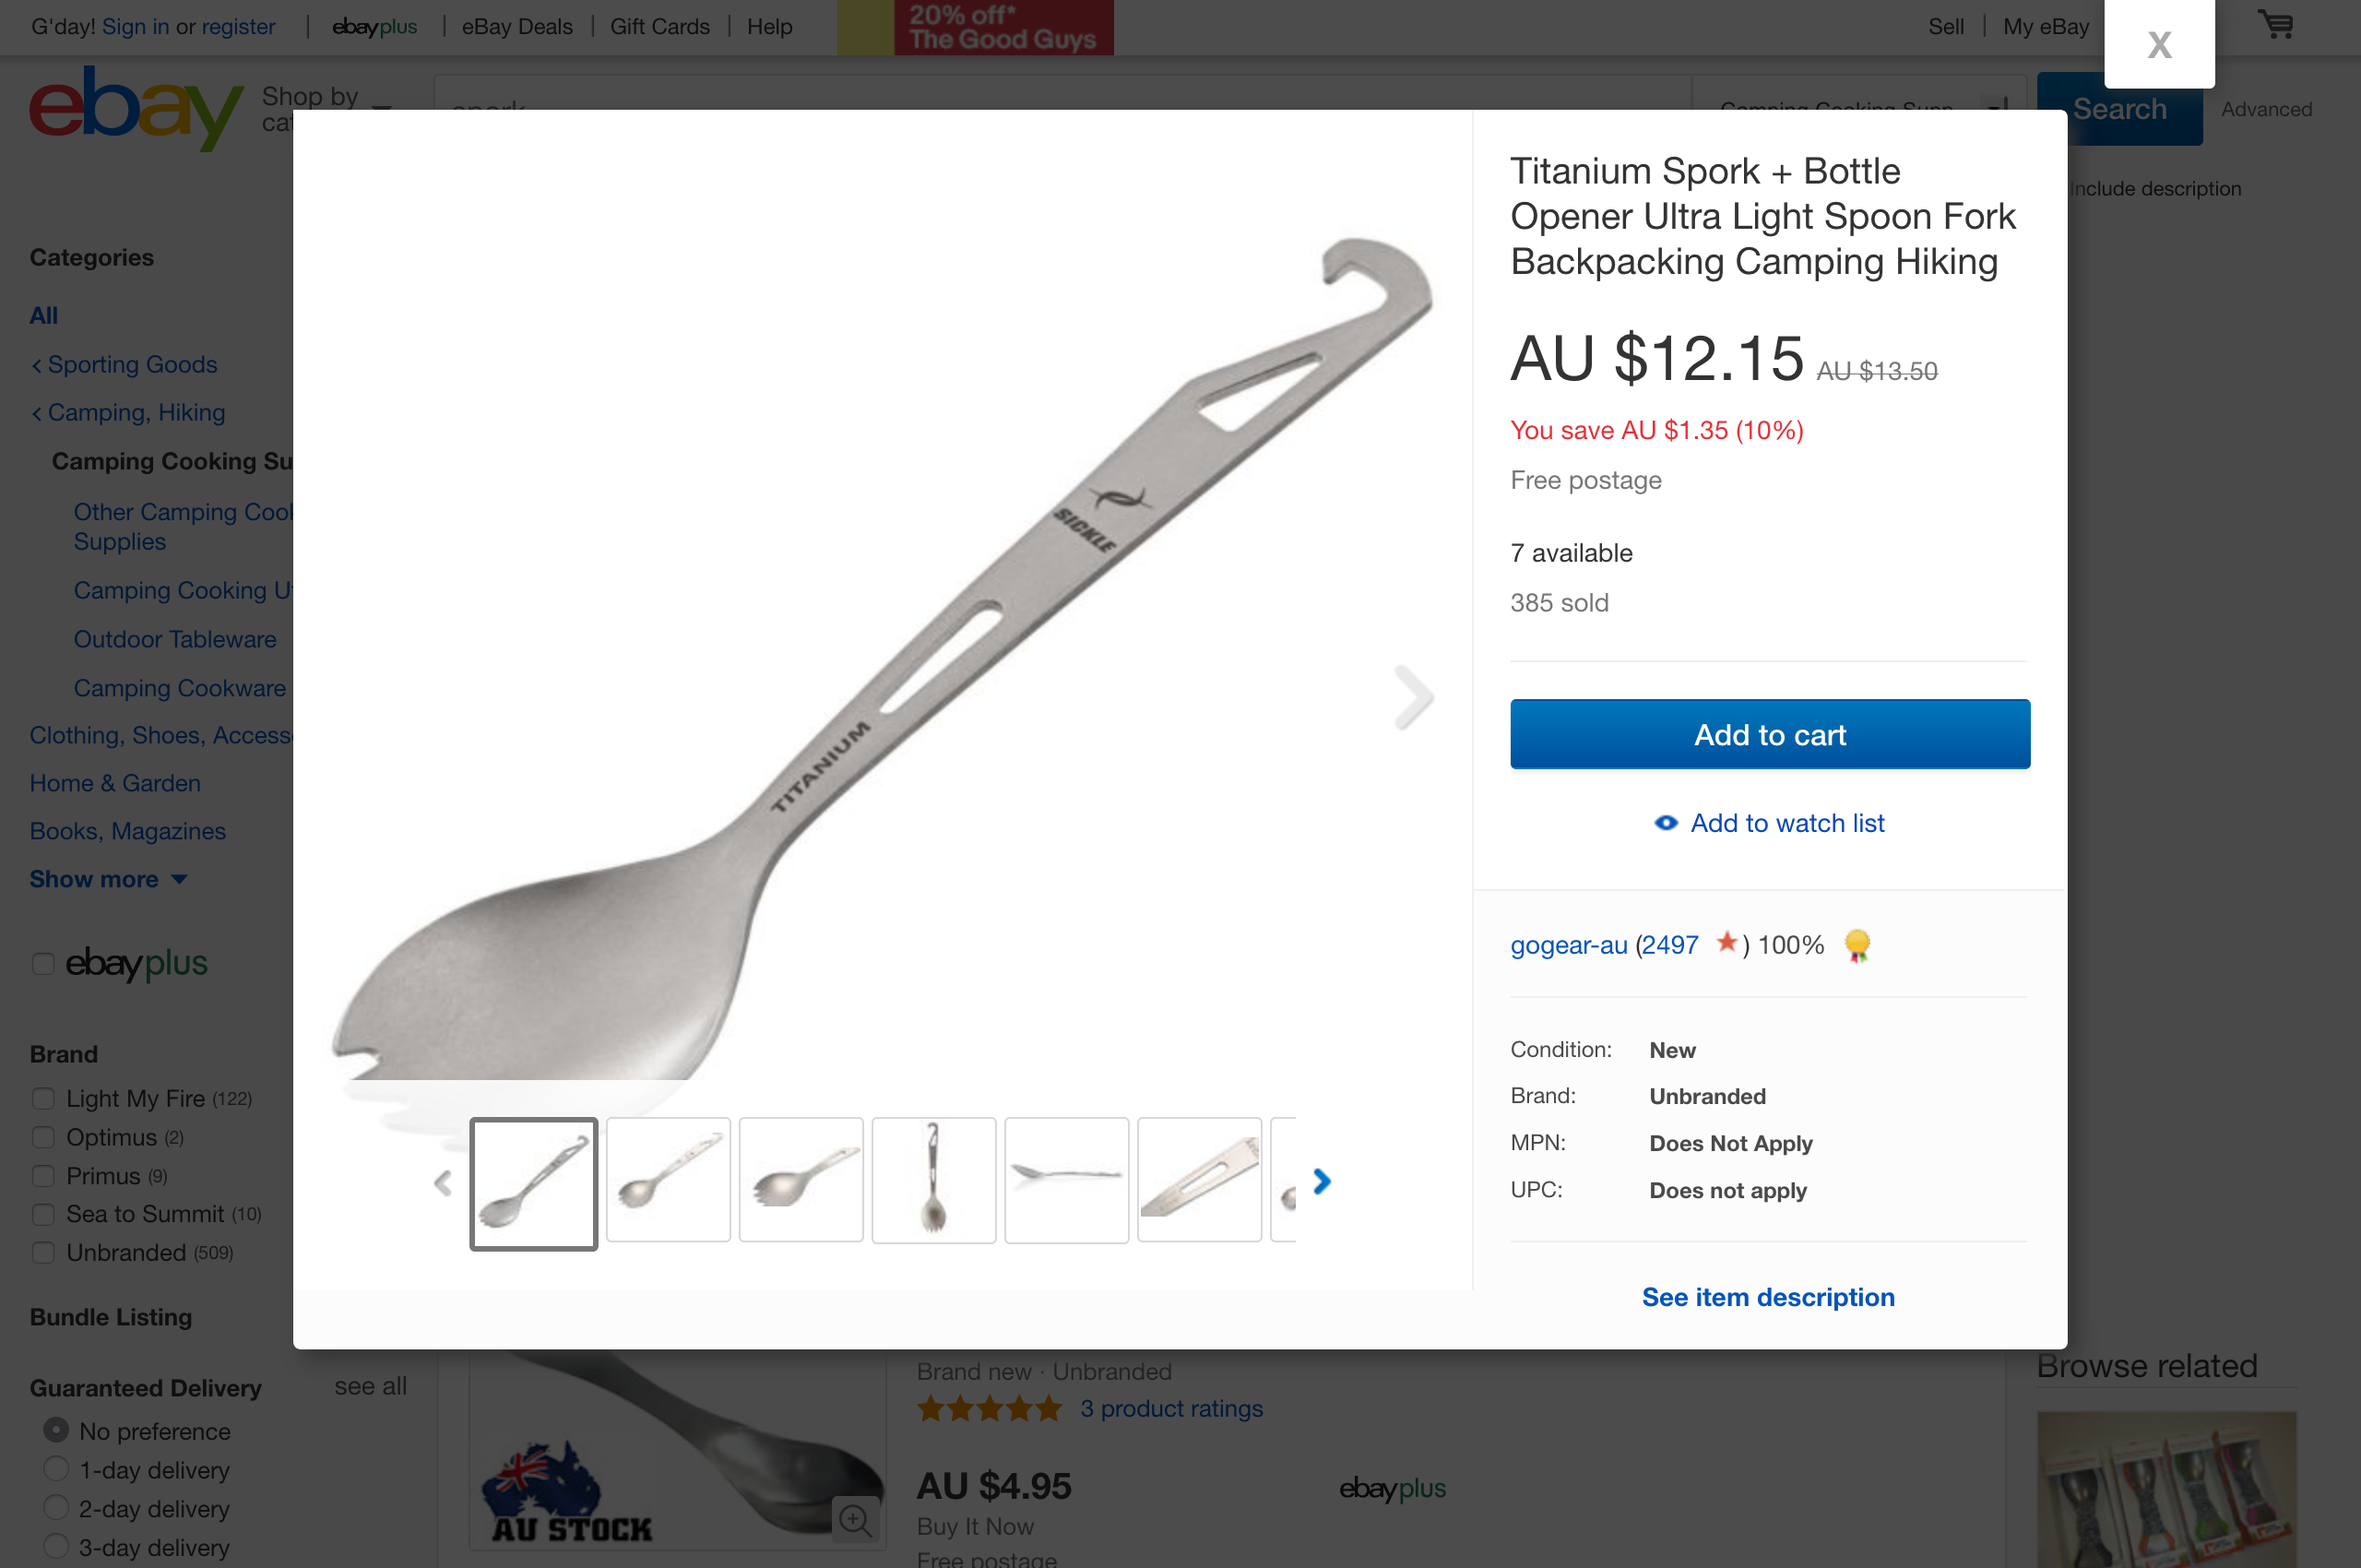 G'day! Sign in or register
ebayplus
eBay Deals
Gift Cards
Help
20% off*
The Good Guys
Sell
My eBay
X
ebay
Shop by
spork
Search
Advanced
Include description
Categories
All
< Sporting Goods
< Camping, Hiking
Camping Cooking Su
Other Camping Cook
Supplies
Camping Cooking Ut
Outdoor Tableware
Camping Cookware
Clothing, Shoes, Access
Home & Garden
Books, Magazines
Show more
ebayplus
Brand
Light My Fire (122)
Optimus (2)
Primus (9)
Sea to Summit (10)
Unbranded (509)
Bundle Listing
Guaranteed Delivery
see all
No preference
1-day delivery
2-day delivery
3-day delivery
SICKLE
TITANIUM
Titanium Spork + Bottle
Opener Ultra Light Spoon Fork
Backpacking Camping Hiking
AU $12.15 AU $13.50
You save AU $1.35 (10%)
Free postage
7 available
385 sold
Add to cart
Add to watch list
gogear-au (2497 ) 100%
Condition: New
Brand: Unbranded
MPN: Does Not Apply
UPC: Does not apply
See item description
AU STOCK
Brand new · Unbranded
3 product ratings
AU $4.95
Buy It Now
Free postage
ebayplus
Browse related